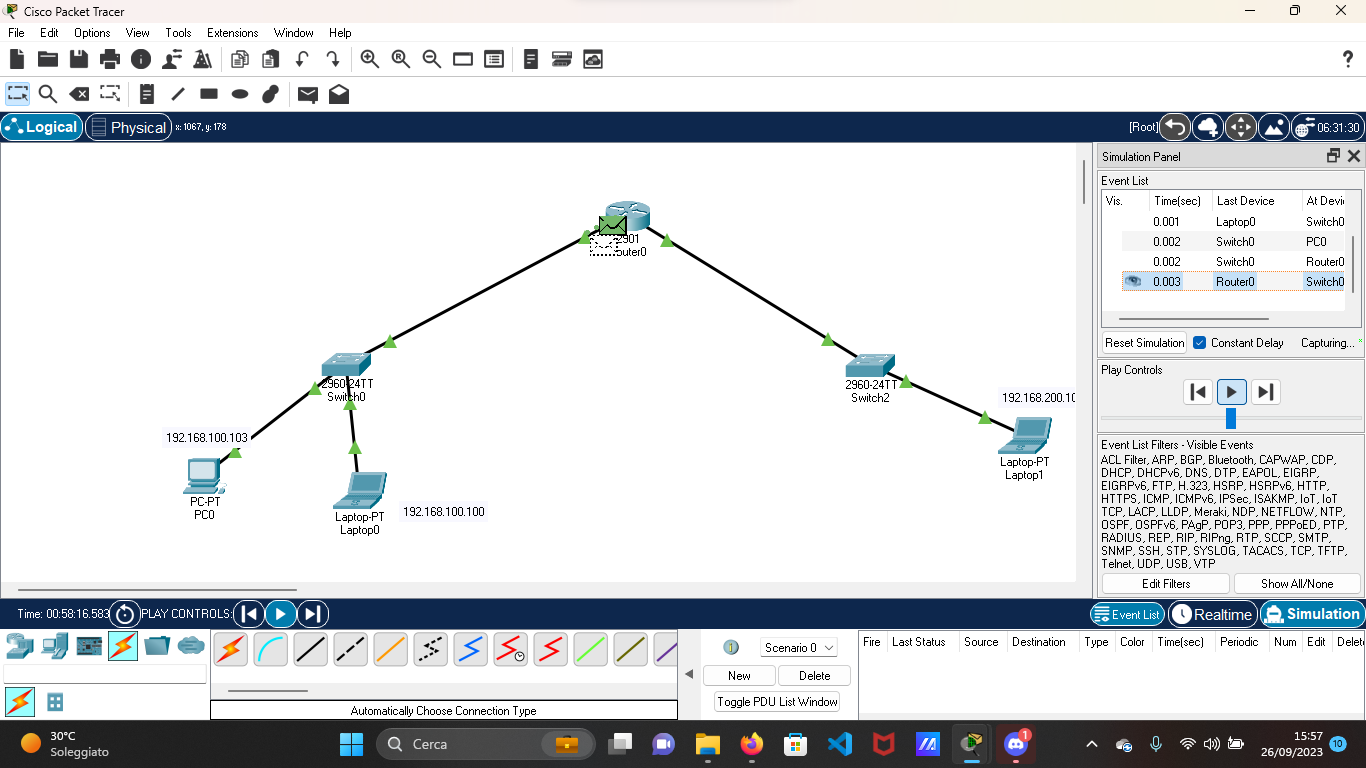 Cisco Packet Tracer
File Edit Options View Tools Extensions Window Help
Logical Physical x: 1067, y: 178 [Root] 06:31:30
2901
Router0
2960-24TT
Switch0
2960-24TT
Switch2
192.168.200.10
Laptop-PT
Laptop1
192.168.100.103
PC-PT
PC0
Laptop-PT
Laptop0
192.168.100.100
Simulation Panel
Event List
Vis. Time(sec) Last Device At Devi
0.001 Laptop0 Switch0
0.002 Switch0 PC0
0.002 Switch0 Router0
0.003 Router0 Switch0
Reset Simulation Constant Delay Capturing...
Play Controls
Event List Filters - Visible Events
ACL Filter, ARP, BGP, Bluetooth, CAPWAP, CDP,
DHCP, DHCPv6, DNS, DTP, EAPOL, EIGRP,
EIGRPv6, FTP, H.323, HSRP, HSRPv6, HTTP,
HTTPS, ICMP, ICMPv6, IPSec, ISAKMP, IoT, IoT
TCP, LACP, LLDP, Meraki, NDP, NETFLOW, NTP,
OSPF, OSPFv6, PAgP, POP3, PPP, PPPoED, PTP,
RADIUS, REP, RIP, RIPng, RTP, SCCP, SMTP,
SNMP, SSH, STP, SYSLOG, TACACS, TCP, TFTP,
Telnet, UDP, USB, VTP
Edit Filters Show All/None
Time: 00:58:16.583 PLAY CONTROLS: Event List Realtime Simulation
Automatically Choose Connection Type
Scenario 0
New Delete
Toggle PDU List Window
Fire Last Status Source Destination Type Color Time(sec) Periodic Num Edit Delet
30°C
Soleggiato
Cerca
1
15:57
26/09/2023
10